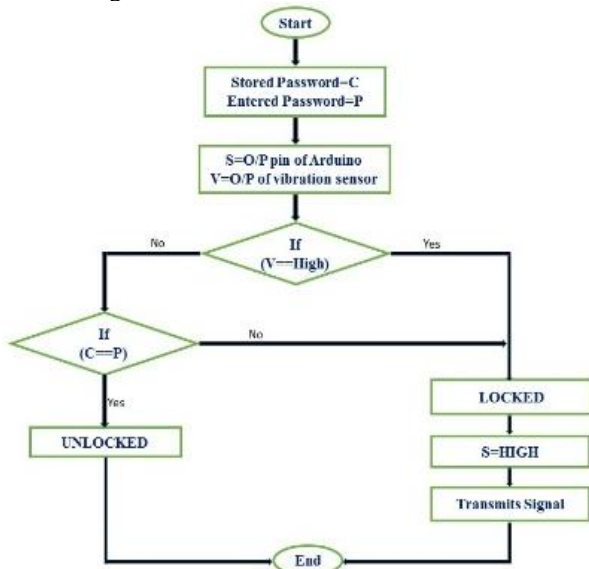 Start
Stored Password=C
Entered Password=P
S=O/P pin of Arduino
V=O/P of vibration sensor
No
If
(V==High)
Yes
If
(C==P)
No
Yes
UNLOCKED
LOCKED
S=HIGH
Transmits Signal
End